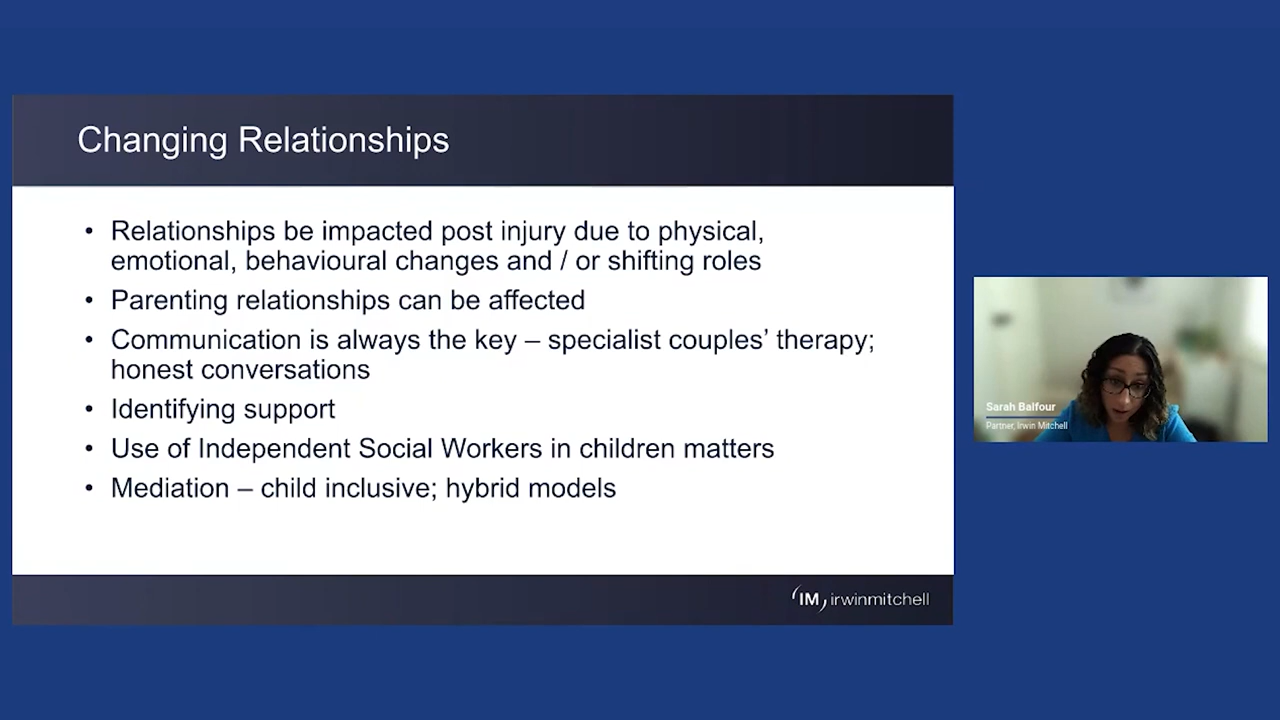 Changing Relationships
• Relationships be impacted post injury due to physical,
emotional, behavioural changes and / or shifting roles
• Parenting relationships can be affected
• Communication is always the key – specialist couples’ therapy;
honest conversations
• Identifying support
• Use of Independent Social Workers in children matters
• Mediation – child inclusive; hybrid models
IM irwinmitchell
Sarah Balfour
Partner, Irwin Mitchell